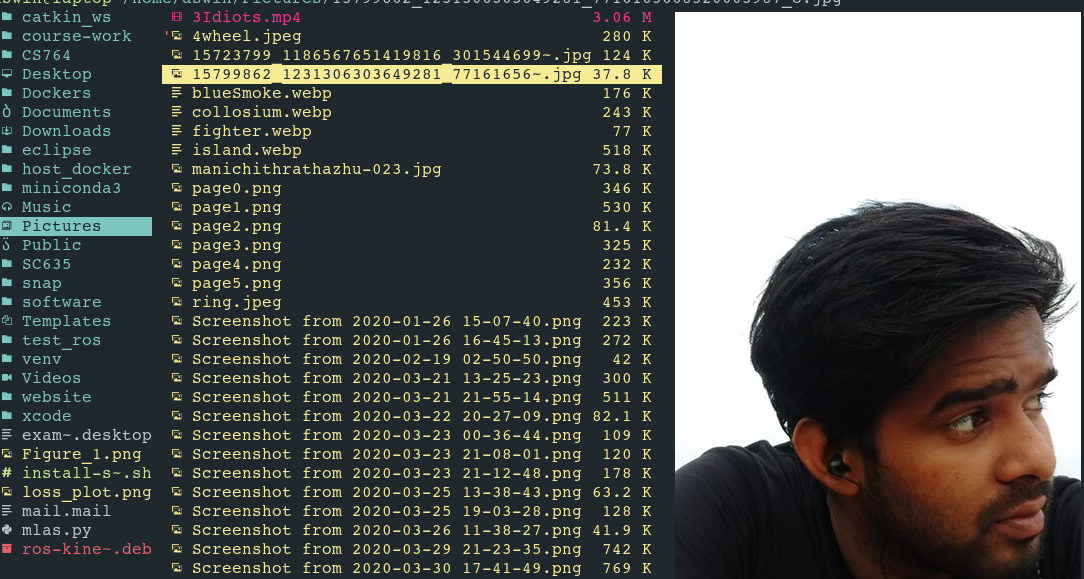 catkin_ws
course-work
CS764
Desktop
Dockers
Documents
Downloads
eclipse
host_docker
miniconda3
Music
Pictures
Public
SC635
snap
software
Templates
test_ros
venv
Videos
website
xcode
exam~.desktop
Figure_1.png
install-s~.sh
loss_plot.png
mail.mail
mlas.py
ros-kine~.deb
3Idiots.mp4 3.06 M
4wheel.jpeg 280 K
15723799_1186567651419816_301544699~.jpg 124 K
15799862_1231306303649281_77161656~.jpg 37.8 K
blueSmoke.webp 176 K
collosium.webp 243 K
fighter.webp 77 K
island.webp 518 K
manichithrathazhu-023.jpg 73.8 K
page0.png 346 K
page1.png 530 K
page2.png 81.4 K
page3.png 325 K
page4.png 232 K
page5.png 356 K
ring.jpeg 453 K
Screenshot from 2020-01-26 15-07-40.png 223 K
Screenshot from 2020-01-26 16-45-13.png 272 K
Screenshot from 2020-02-19 02-50-50.png 42 K
Screenshot from 2020-03-21 13-25-23.png 300 K
Screenshot from 2020-03-21 21-55-14.png 511 K
Screenshot from 2020-03-22 20-27-09.png 82.1 K
Screenshot from 2020-03-23 00-36-44.png 109 K
Screenshot from 2020-03-23 21-08-01.png 120 K
Screenshot from 2020-03-23 21-12-48.png 178 K
Screenshot from 2020-03-25 13-38-43.png 63.2 K
Screenshot from 2020-03-25 19-03-28.png 128 K
Screenshot from 2020-03-26 11-38-27.png 41.9 K
Screenshot from 2020-03-29 21-23-35.png 742 K
Screenshot from 2020-03-30 17-41-49.png 769 K